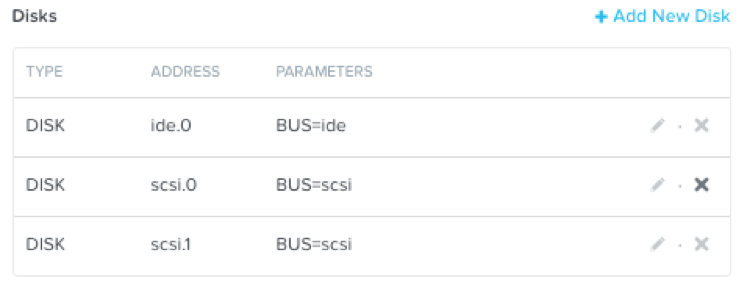 Disks + Add New Disk
TYPE ADDRESS PARAMETERS
DISK ide.0 BUS=ide
DISK scsi.0 BUS=scsi
DISK scsi.1 BUS=scsi